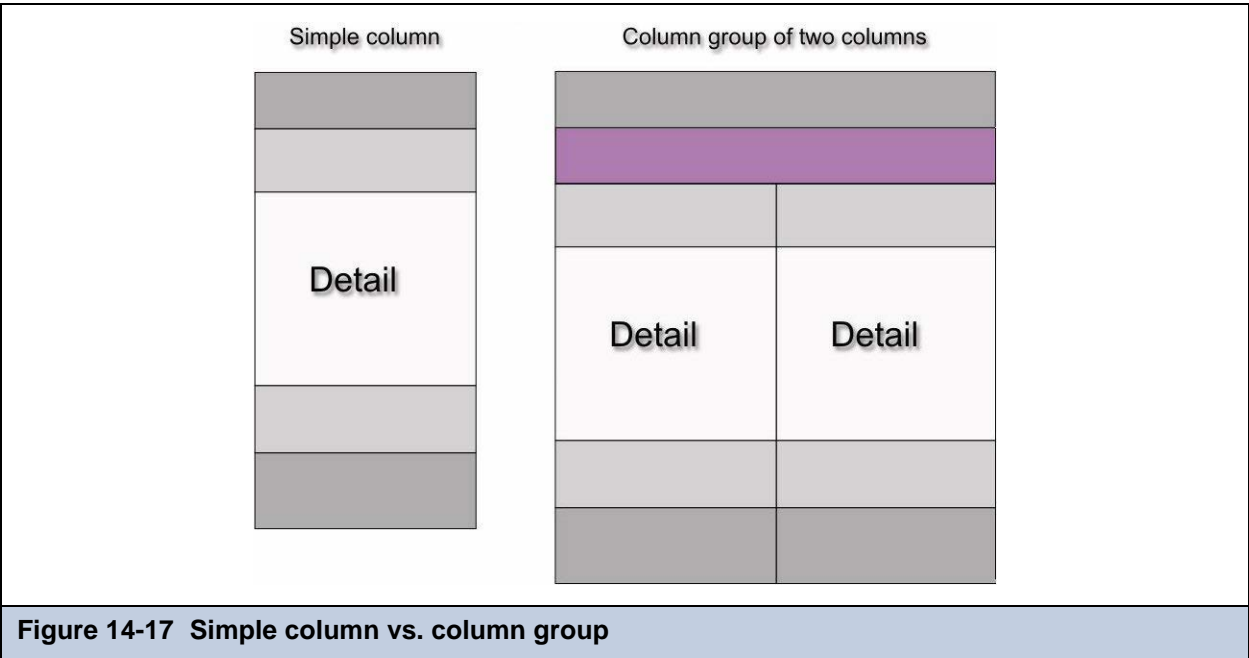 Simple column
Column group of two columns
Detail
Detail
Detail
Figure 14-17 Simple column vs. column group